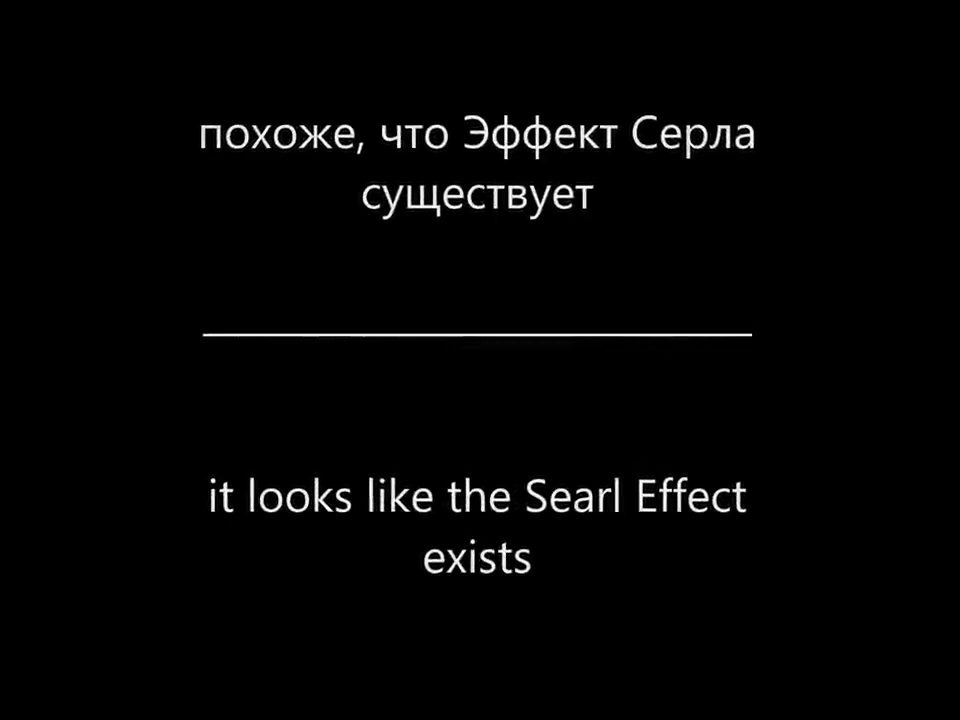 похоже, что Эффект Серла
существует
it looks like the Searl Effect
exists